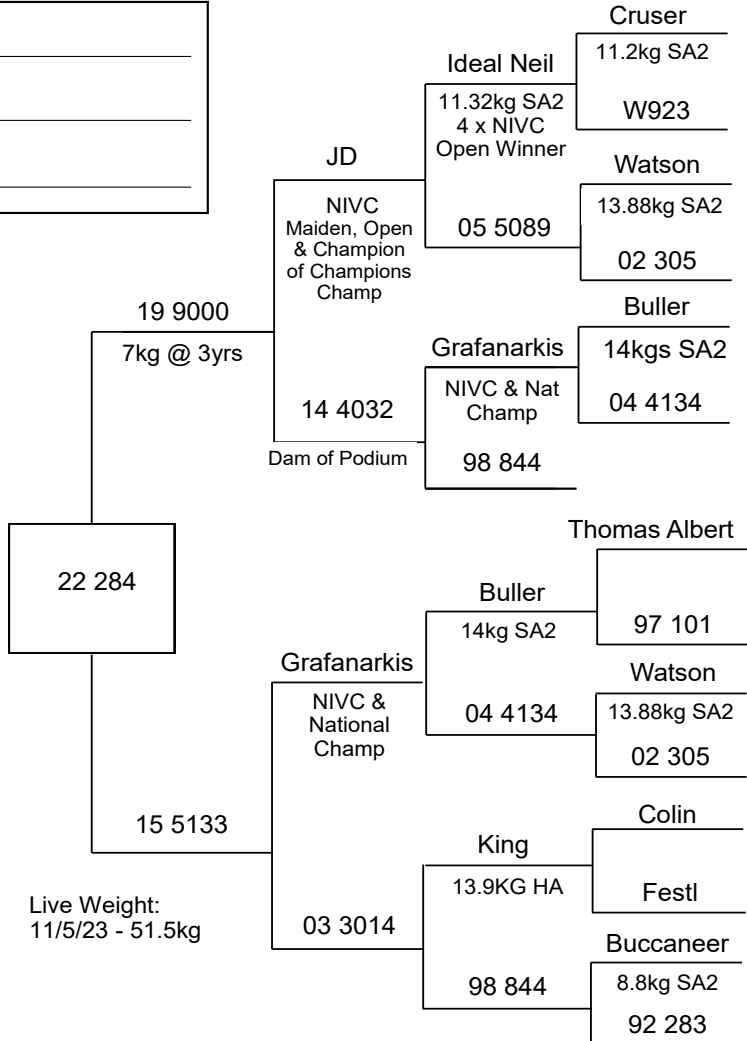 Cruser
11.2kg SA2
W923
Ideal Neil
11.32kg SA2
4 x NIVC
Open Winner
Watson
13.88kg SA2
02 305
05 5089
JD
NIVC
Maiden, Open
& Champion
of Champions
Champ
19 9000
7kg @ 3yrs
Buller
14kgs SA2
04 4134
Grafanarkis
NIVC & Nat
Champ
98 844
14 4032
Dam of Podium
22 284
Thomas Albert
97 101
Buller
14kg SA2
Watson
13.88kg SA2
02 305
04 4134
Grafanarkis
NIVC &
National
Champ
15 5133
Colin
Festl
King
13.9KG HA
Buccaneer
8.8kg SA2
92 283
98 844
03 3014
Live Weight:
11/5/23 - 51.5kg